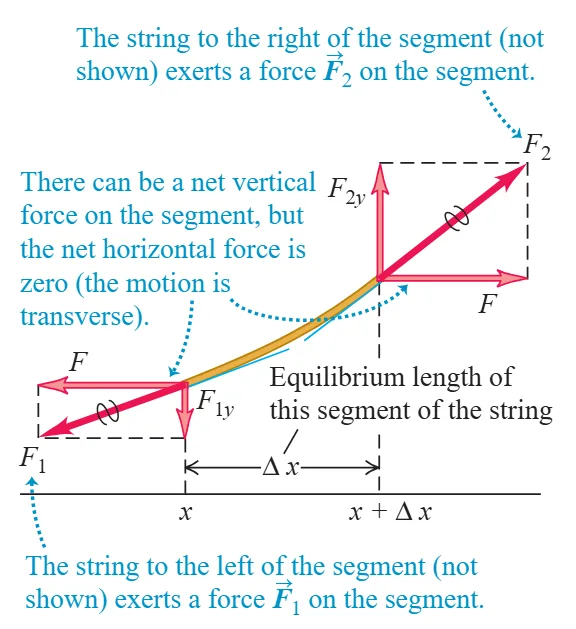 The string to the right of the segment (not
shown) exerts a force F⃗₂ on the segment.
F₂
There can be a net vertical
force on the segment, but
the net horizontal force is
zero (the motion is
transverse).
F₂y
F
F
F₁y
Equilibrium length of
this segment of the string
F₁
Δx
x
x + Δx
The string to the left of the segment (not
shown) exerts a force F⃗₁ on the segment.